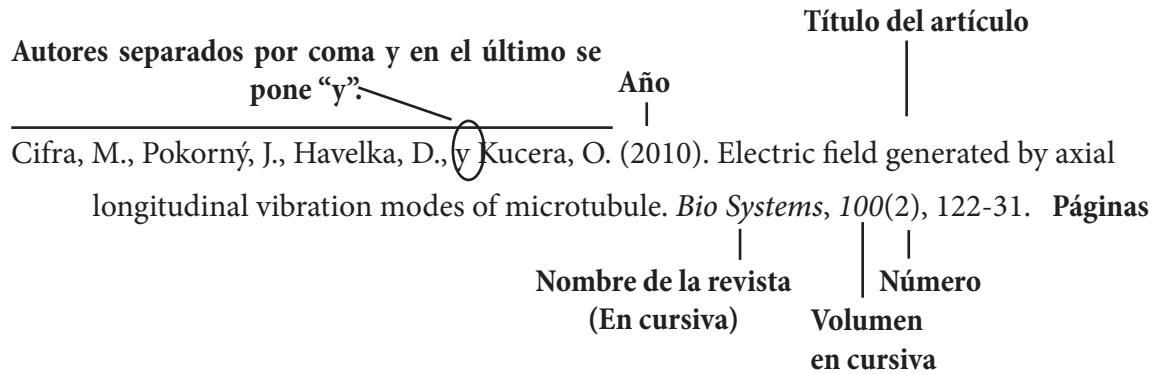 Título del artículo
Autores separados por coma y en el último se
pone “y”.
Año
Cifra, M., Pokorný, J., Havelka, D., y Kucera, O. (2010). Electric field generated by axial
longitudinal vibration modes of microtubule. Bio Systems, 100(2), 122-31. Páginas
Nombre de la revista
(En cursiva)
Número
Volumen
en cursiva